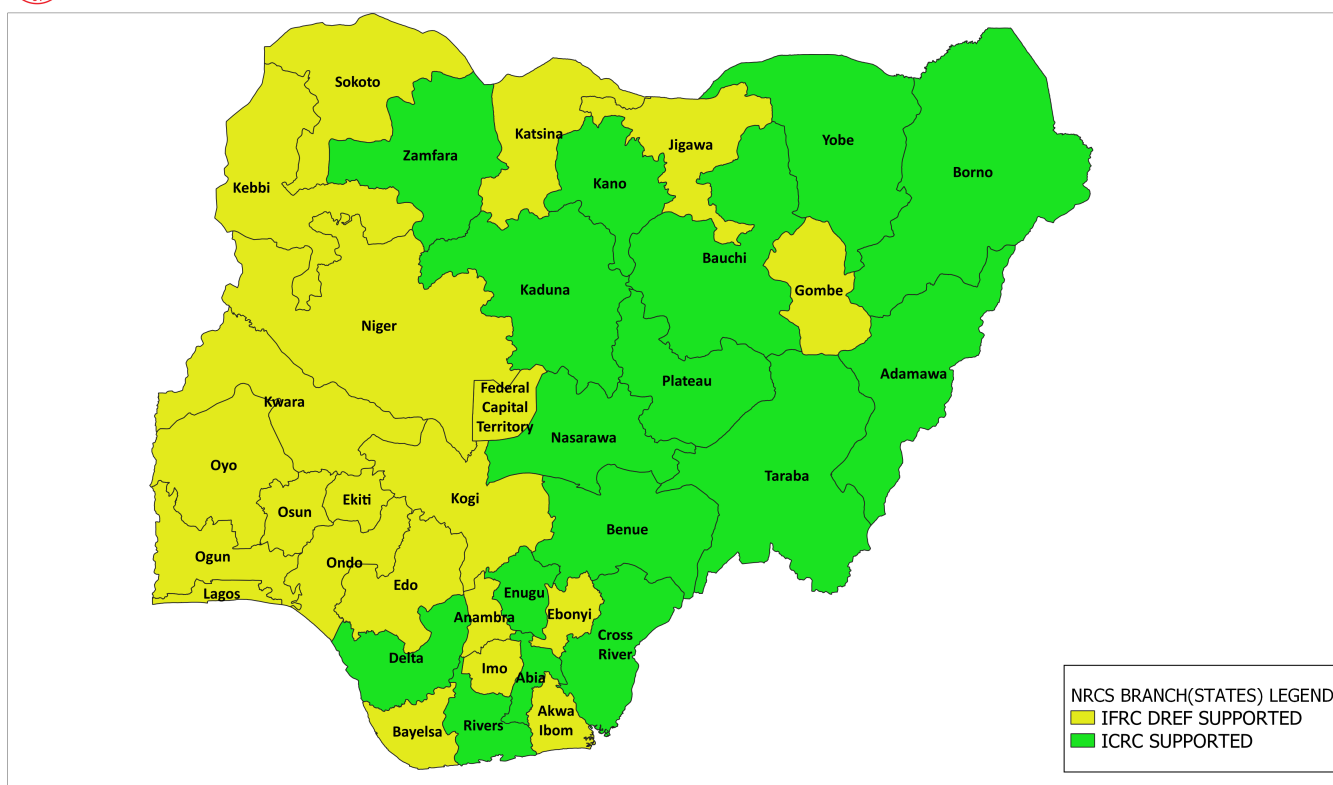 Sokoto
Katsina
Jigawa
Yobe
Zamfara
Borno
Kano
Kebbi
Bauchi
Kaduna
Gombe
Niger
Adamawa
Plateau
Federal
Capital
Territory
Kwara
Nasarawa
Oyo
Taraba
Ekiti
Kogi
Osun
Benue
Ogun
Ondo
Edo
Lagos
Enugu
Anambra
Ebonyi
Cross
River
Delta
Imo
Abia
Akwa
Ibom
Rivers
Bayelsa
NRCS BRANCH(STATES) LEGEND
IFRC DREF SUPPORTED
ICRC SUPPORTED